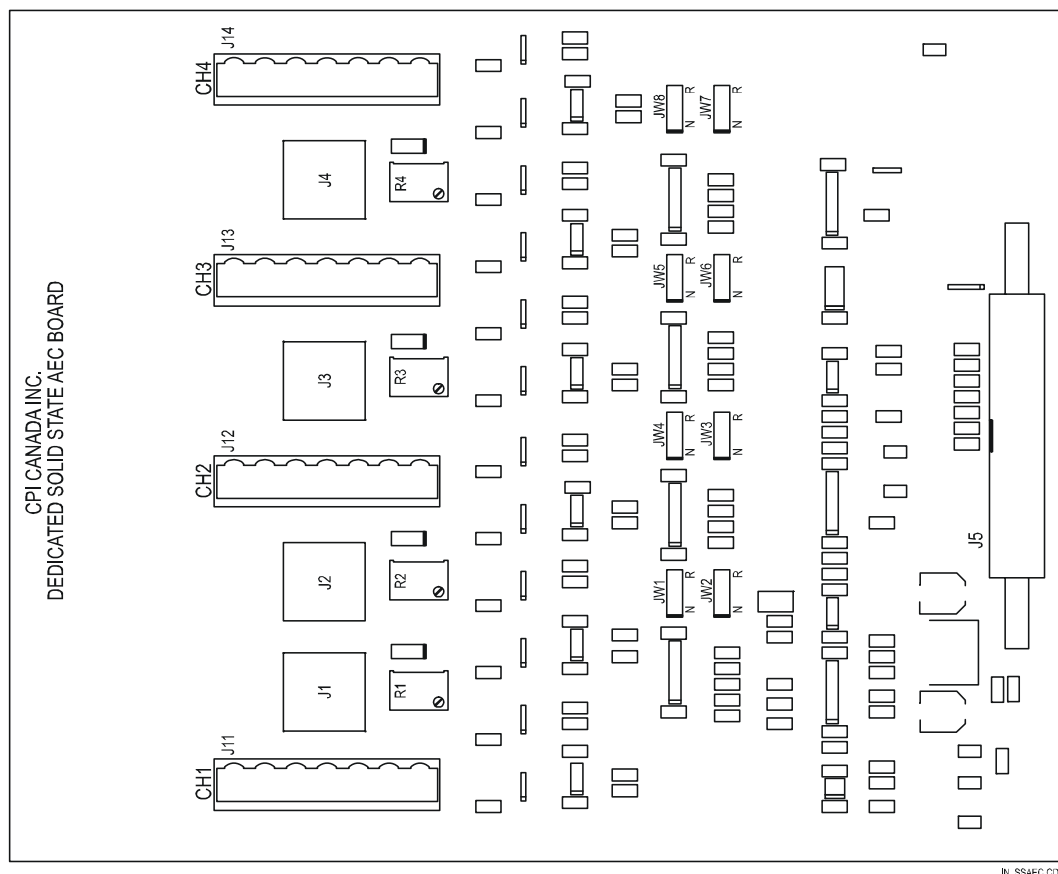 CPI CANADA INC.
DEDICATED SOLID STATE AEC BOARD
CH4
J14
J4
R4
JW8
N
R
JW7
N
R
CH3
J13
J3
R3
JW5
N
R
JW6
N
R
CH2
J12
J2
R2
JW4
N
R
JW3
N
R
J5
J1
R1
JW1
N
R
JW2
N
R
CH1
J11